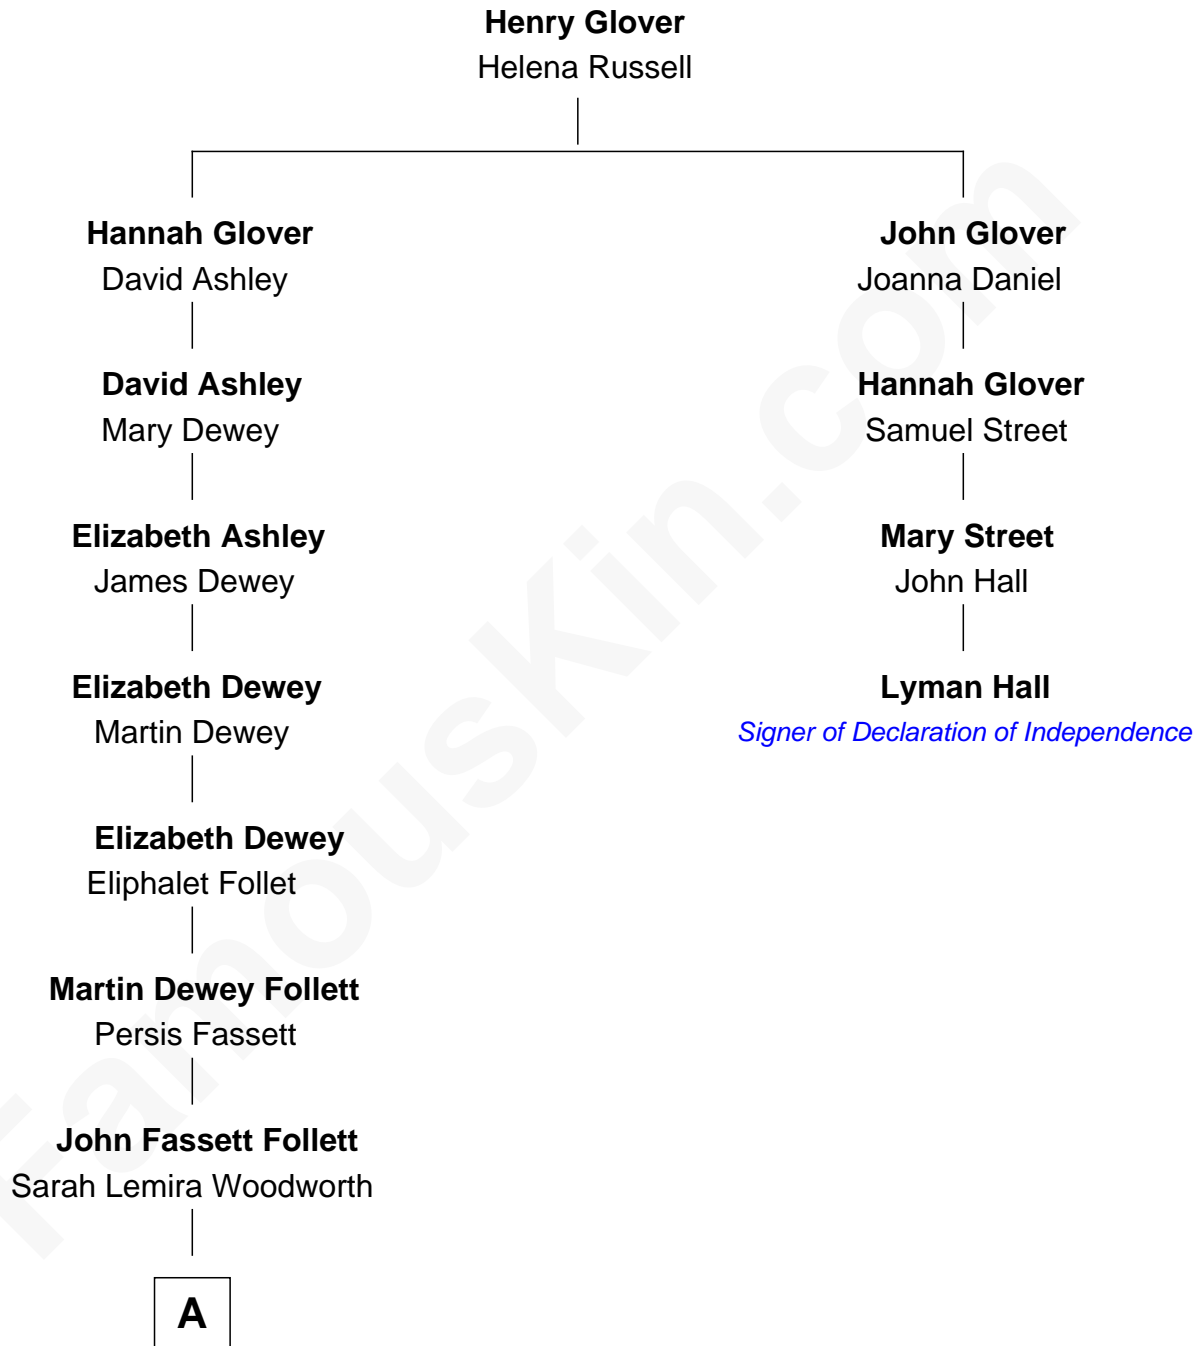 Henry Glover
Helena Russell
Hannah Glover
David Ashley
John Glover
Joanna Daniel
David Ashley
Mary Dewey
Hannah Glover
Samuel Street
Elizabeth Ashley
James Dewey
Mary Street
John Hall
Elizabeth Dewey
Martin Dewey
Lyman Hall
Signer of Declaration of Independence
Elizabeth Dewey
Eliphalet Follet
Martin Dewey Follett
Persis Fassett
John Fassett Follett
Sarah Lemira Woodworth
A
FamousKin.com